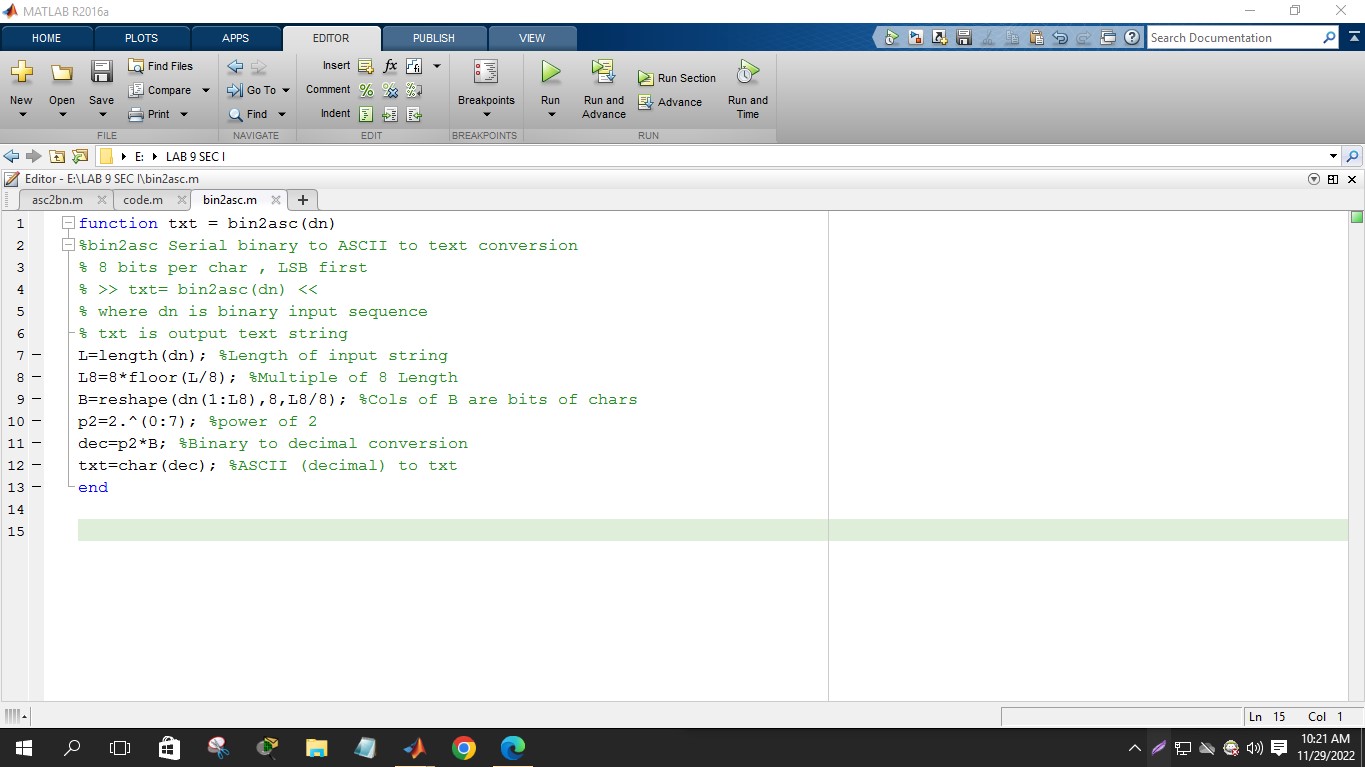 MATLAB R2016a
HOME PLOTS APPS EDITOR PUBLISH VIEW
Search Documentation
New Open Save Find Files Compare Print
Go To Find
Insert fx
Comment
Indent
Breakpoints
Run Run and Advance Run Section Advance Run and Time
FILE NAVIGATE EDIT BREAKPOINTS RUN
E: LAB 9 SEC I
Editor - E:\LAB 9 SEC I\bin2asc.m
asc2bn.m code.m bin2asc.m +
1 function txt = bin2asc(dn)
2 %bin2asc Serial binary to ASCII to text conversion
3 % 8 bits per char , LSB first
4 % >> txt= bin2asc(dn) <<
5 % where dn is binary input sequence
6 % txt is output text string
7 – L=length(dn); %Length of input string
8 – L8=8*floor(L/8); %Multiple of 8 Length
9 – B=reshape(dn(1:L8),8,L8/8); %Cols of B are bits of chars
10 – p2=2.^(0:7); %power of 2
11 – dec=p2*B; %Binary to decimal conversion
12 – txt=char(dec); %ASCII (decimal) to txt
13 – end
14
15
Ln 15 Col 1
10:21 AM
11/29/2022